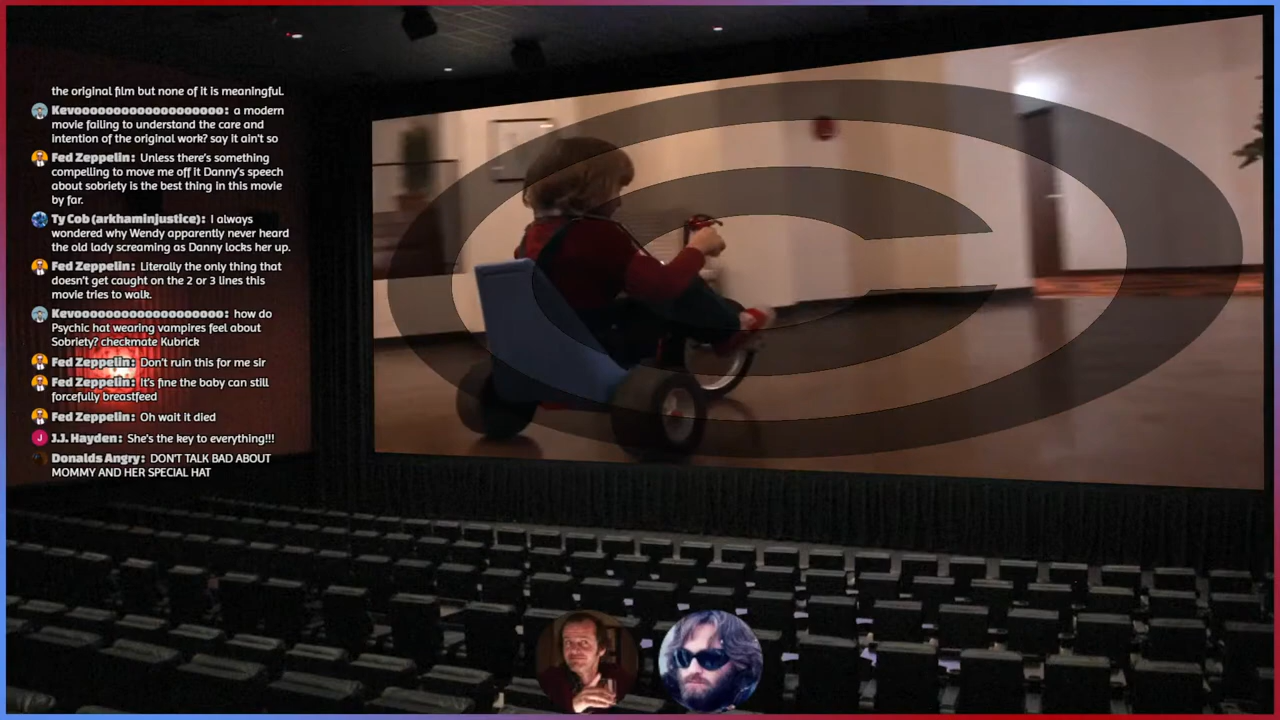 the original film but none of it is meaningful.
Kevooooooooooooooooooo: a modern
movie failing to understand the care and
intention of the original work? say it ain't so
Fed Zeppelin: Unless there's something
compelling to move me off it Danny's speech
about sobriety is the best thing in this movie
by far.
Ty Cob (arkhaminjustice): I always
wondered why Wendy apparently never heard
the old lady screaming as Danny locks her up.
Fed Zeppelin: Literally the only thing that
doesn't get caught on the 2 or 3 lines this
movie tries to walk.
Kevooooooooooooooooooo: how do
Psychic hat wearing vampires feel about
Sobriety? checkmate Kubrick
Fed Zeppelin: Don't ruin this for me sir
Fed Zeppelin: It's fine the baby can still
forcefully breastfeed
Fed Zeppelin: Oh wait it died
J J.J. Hayden: She's the key to everything!!!
Donalds Angry: DON'T TALK BAD ABOUT
MOMMY AND HER SPECIAL HAT